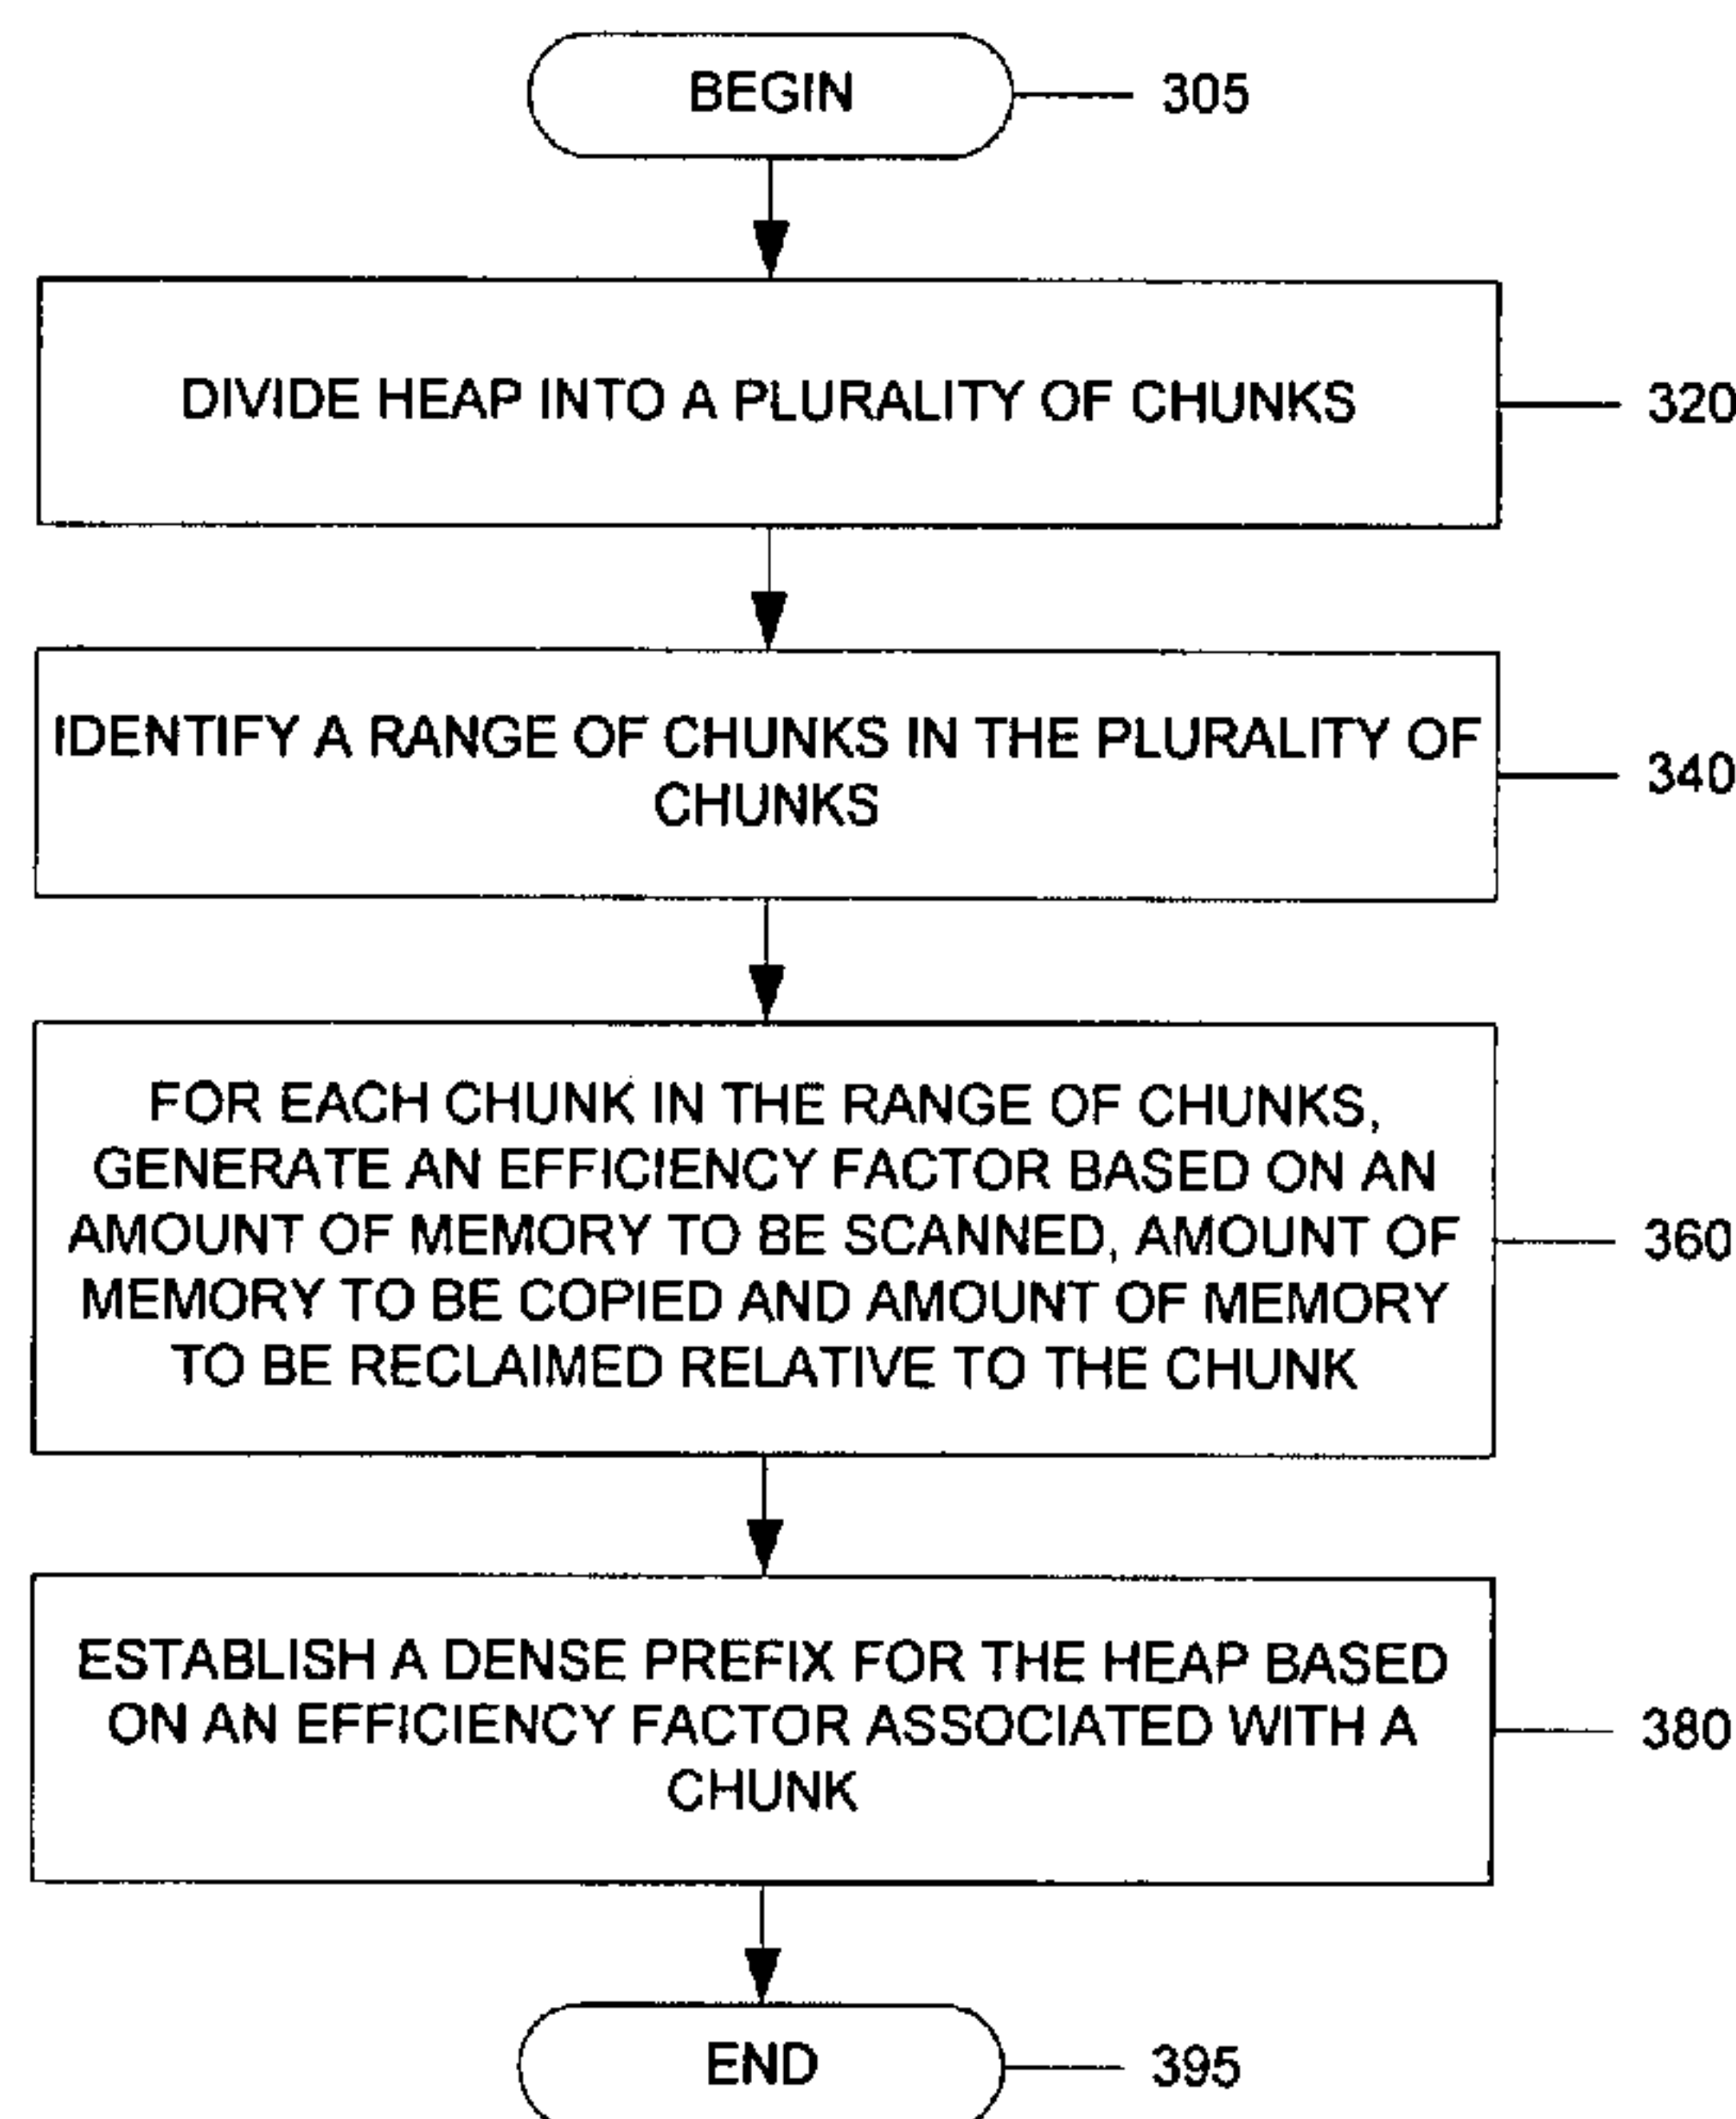 BEGIN
305
DIVIDE HEAP INTO A PLURALITY OF CHUNKS
320
IDENTIFY A RANGE OF CHUNKS IN THE PLURALITY OF
CHUNKS
340
FOR EACH CHUNK IN THE RANGE OF CHUNKS,
GENERATE AN EFFICIENCY FACTOR BASED ON AN
AMOUNT OF MEMORY TO BE SCANNED, AMOUNT OF
MEMORY TO BE COPIED AND AMOUNT OF MEMORY
TO BE RECLAIMED RELATIVE TO THE CHUNK
360
ESTABLISH A DENSE PREFIX FOR THE HEAP BASED
ON AN EFFICIENCY FACTOR ASSOCIATED WITH A
CHUNK
380
END
395